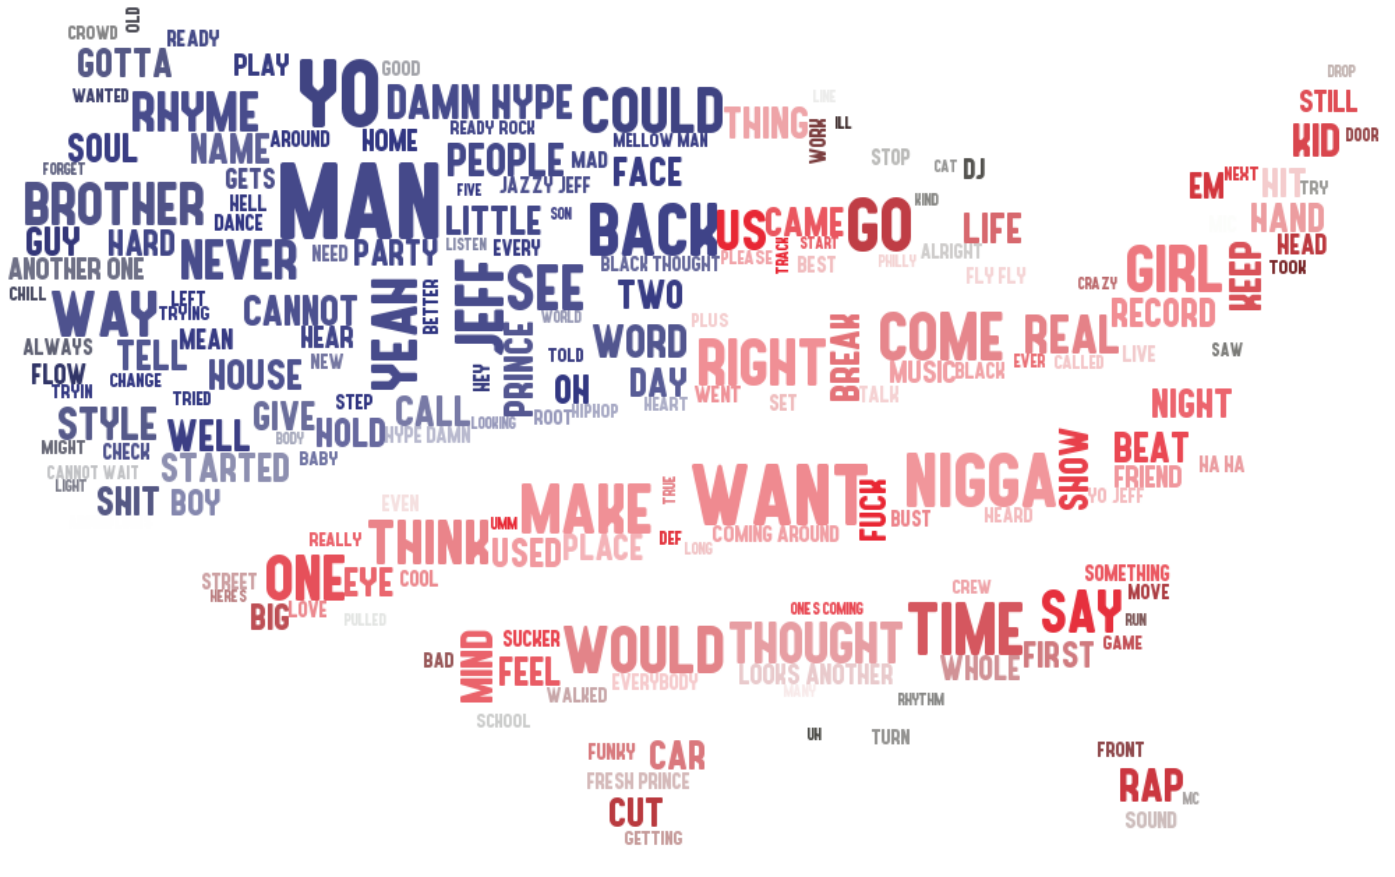 OLD
CROWD
READY
GOTTA
PLAY
YO
GOOD
DROP
WANTED
RHYME
DAMN HYPE
COULD
LINE
THING
WORK
ILL
STILL
KID
DOOR
SOUL
NAME
AROUND
HOME
READY ROCK
MELLOW MAN
FORGET
GETS
MAN
PEOPLE
MAD
FACE
STOP
CAT
DJ
FIVE
JAZZY JEFF
EM
NEXT
HIT
TRY
BROTHER
HELL
DANCE
LITTLE
SON
BACK
US
CAME
GO
KIND
LIFE
MIC
HAND
GUY
HARD
NEVER
NEED
PARTY
LISTEN
EVERY
TRACK
START
ALRIGHT
HEAD
ANOTHER ONE
BLACK THOUGHT
PLEASE
BEST
PHILLY
FLY FLY
GIRL
KEEP
TOOK
CHILL
WAY
LEFT
TRYING
CANNOT
YEAH
BETTER
JEFF
SEE
TWO
CRAZY
RECORD
WORLD
PLUS
ALWAYS
TELL
MEAN
HEAR
PRINCE
TOLD
WORD
RIGHT
BREAK
COME
REAL
LIVE
SAW
FLOW
TRYIN
CHANGE
HOUSE
NEW
HEY
OH
DAY
MUSIC
BLACK
EVER
CALLED
TRIED
STEP
WENT
SET
TALK
NIGHT
STYLE
GIVE
CALL
LOOKING
ROOT
HIPHOP
HEART
MIGHT
CHECK
WELL
BODY
HOLD
HYPE DAMN
SHOW
BEAT
CANNOT WAIT
LIGHT
STARTED
BABY
FRIEND
HA HA
SHIT
BOY
EVEN
MAKE
TRUE
WANT
FUCK
NIGGA
YO JEFF
BUST
HEARD
REALLY
THINK
UMM
USED
PLACE
DEF
LONG
COMING AROUND
STREET
HERE'S
ONE
EYE
COOL
SOMETHING
BIG
LOVE
PULLED
CREW
MOVE
ONE S COMING
TIME
SAY
RUN
BAD
MIND
SUCKER
FEEL
WOULD
THOUGHT
WHOLE
FIRST
GAME
WALKED
EVERYBODY
LOOKS ANOTHER
MANY
RHYTHM
SCHOOL
UH
TURN
FUNKY
CAR
FRONT
FRESH PRINCE
RAP
MC
CUT
SOUND
GETTING